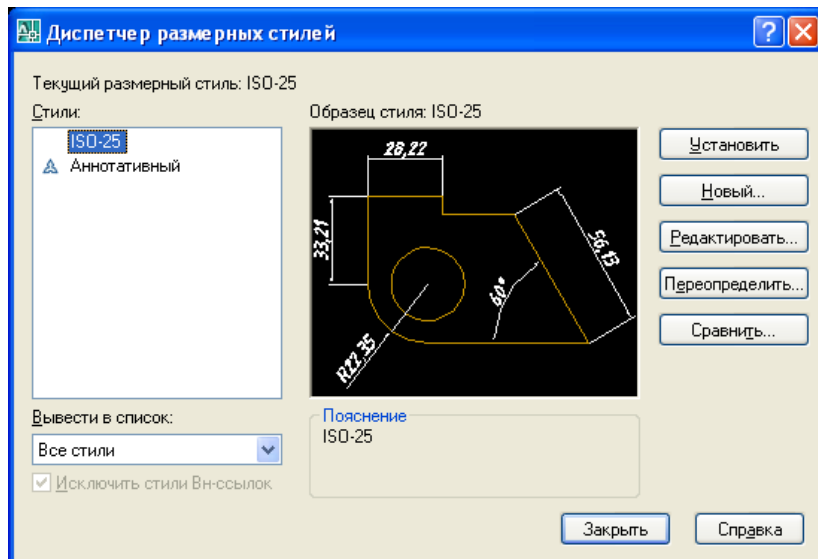 Диспетчер размерных стилей
Текущий размерный стиль: ISO-25
Стили:
ISO-25
Аннотативный
Образец стиля: ISO-25
28,22
33,21
56,13
60°
R22,35
Установить
Новый...
Редактировать...
Переопределить...
Сравнить...
Вывести в список:
Все стили
Исключить стили Вн-ссылок
Пояснение
ISO-25
Закрыть
Справка